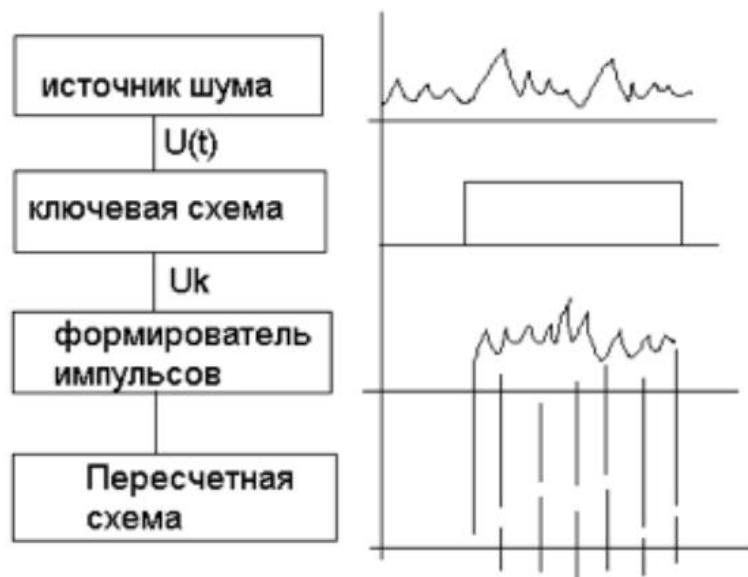 источник шума
U(t)
ключевая схема
Uk
формирователь
импульсов
Пересчетная
схема